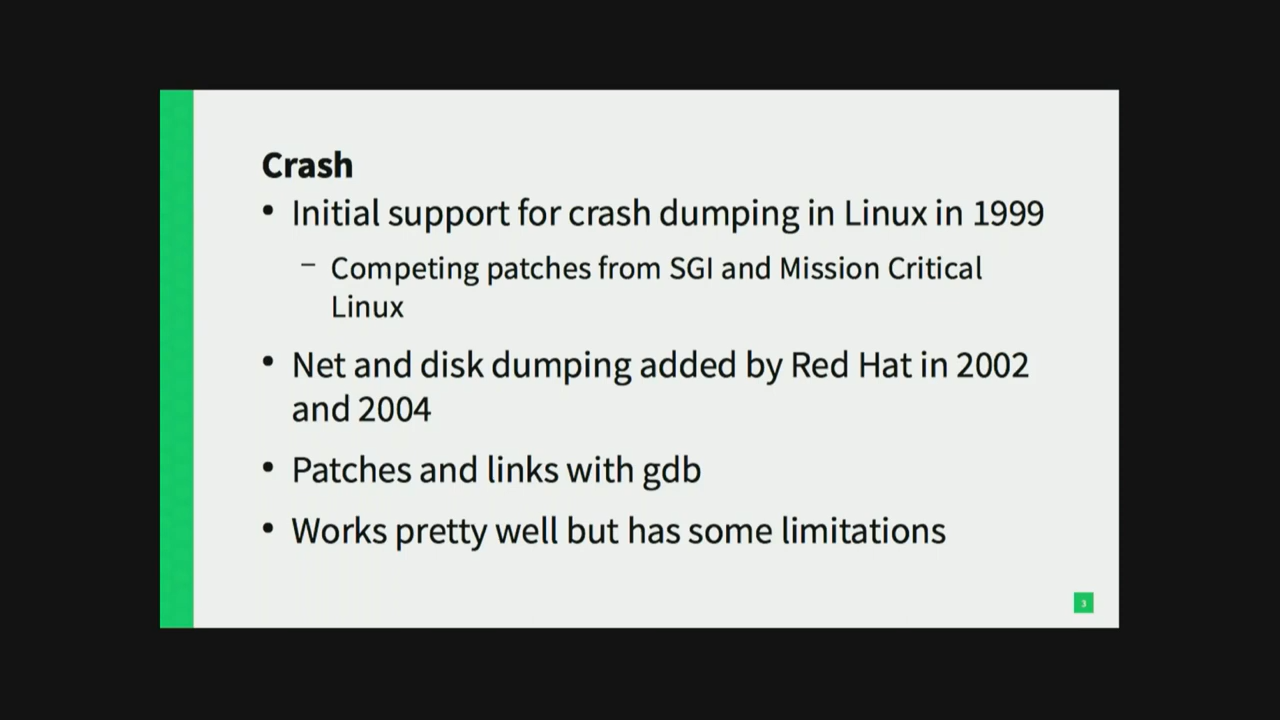 Crash
• Initial support for crash dumping in Linux in 1999
– Competing patches from SGI and Mission Critical
Linux
• Net and disk dumping added by Red Hat in 2002
and 2004
• Patches and links with gdb
• Works pretty well but has some limitations
3